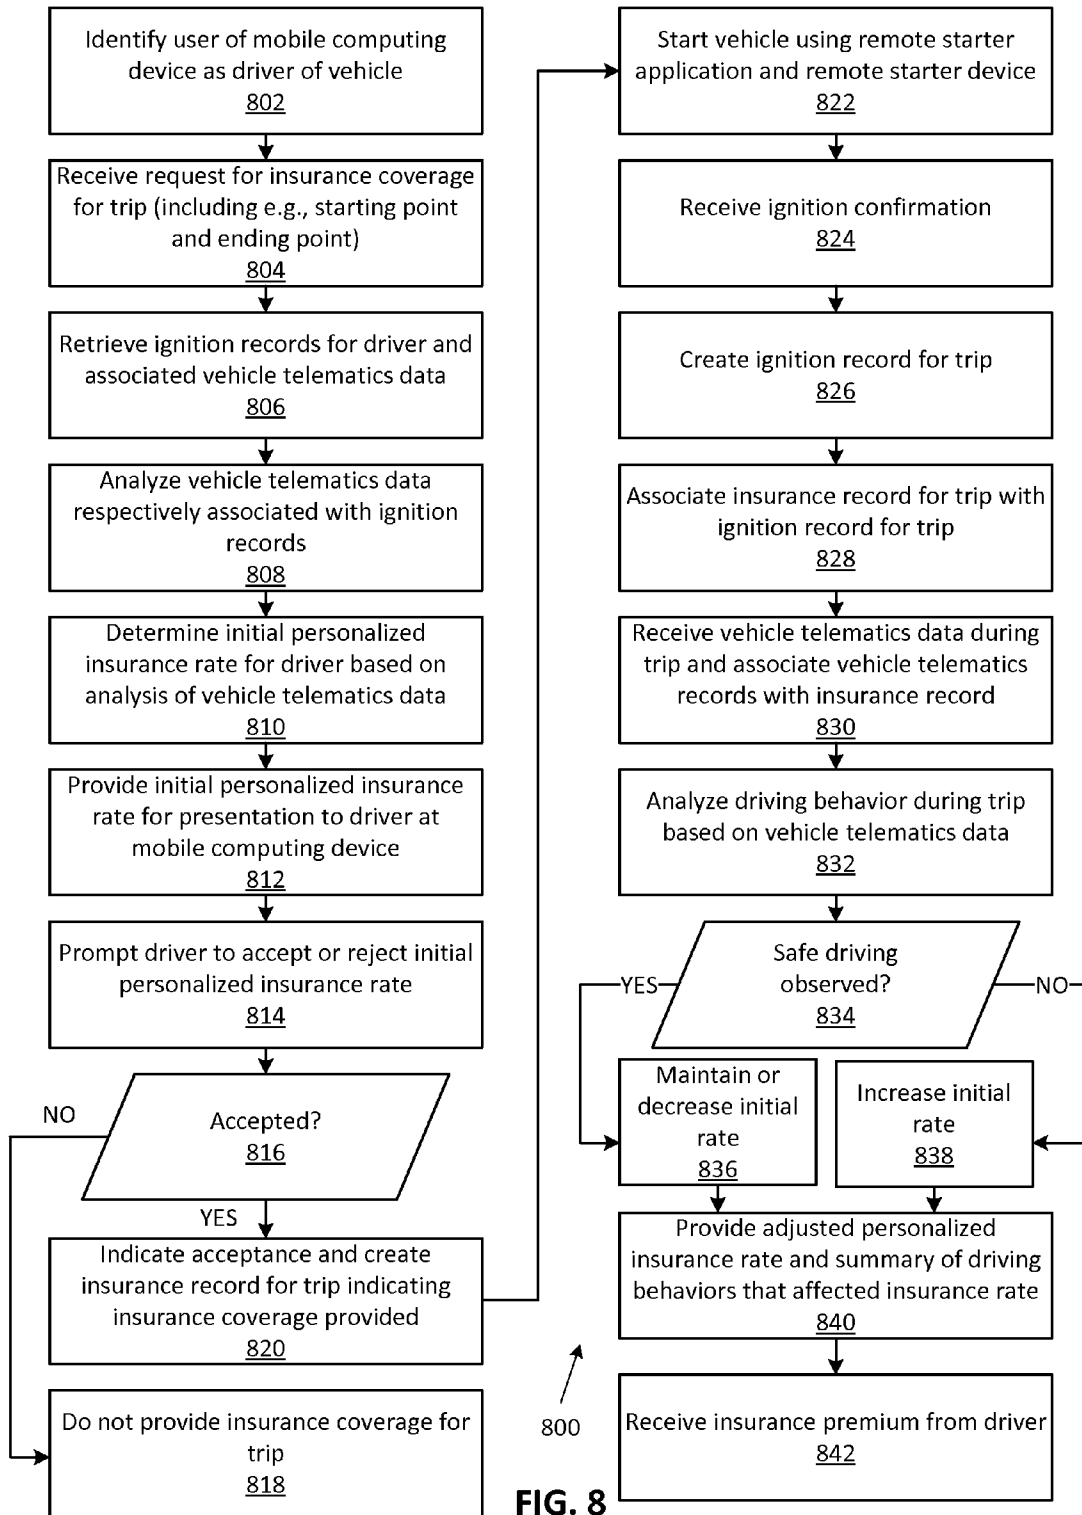 Identify user of mobile computing
device as driver of vehicle
802
Receive request for insurance coverage
for trip (including e.g., starting point
and ending point)
804
Retrieve ignition records for driver and
associated vehicle telematics data
806
Analyze vehicle telematics data
respectively associated with ignition
records
808
Determine initial personalized
insurance rate for driver based on
analysis of vehicle telematics data
810
Provide initial personalized insurance
rate for presentation to driver at
mobile computing device
812
Prompt driver to accept or reject initial
personalized insurance rate
814
NO
Accepted?
816
YES
Indicate acceptance and create
insurance record for trip indicating
insurance coverage provided
820
Do not provide insurance coverage for
trip
818
Start vehicle using remote starter
application and remote starter device
822
Receive ignition confirmation
824
Create ignition record for trip
826
Associate insurance record for trip with
ignition record for trip
828
Receive vehicle telematics data during
trip and associate vehicle telematics
records with insurance record
830
Analyze driving behavior during trip
based on vehicle telematics data
832
Safe driving
observed?
834
YES
NO
Maintain or
decrease initial
rate
836
Increase initial
rate
838
Provide adjusted personalized
insurance rate and summary of driving
behaviors that affected insurance rate
840
Receive insurance premium from driver
842
800
FIG. 8